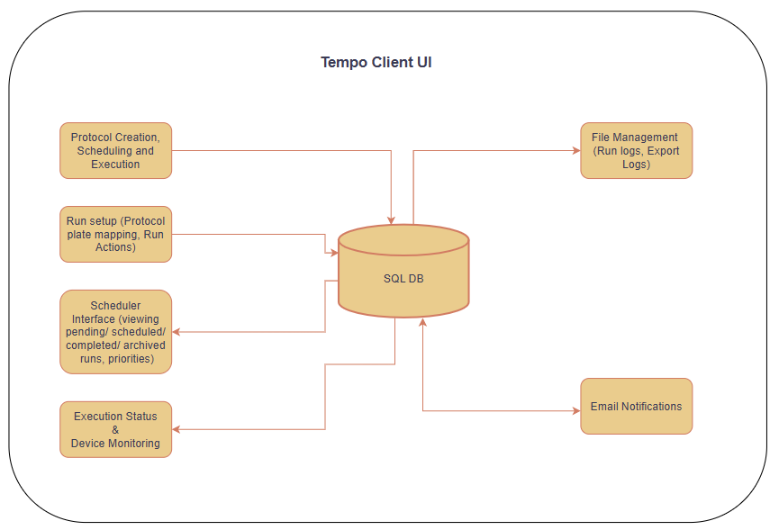 Tempo Client UI
Protocol Creation,
Scheduling and
Execution
File Management
(Run logs, Export
Logs)
Run setup (Protocol
plate mapping, Run
Actions)
SQL DB
Scheduler
Interface (viewing
pending/ scheduled/
completed/ archived
runs, priorities)
Execution Status
&
Device Monitoring
Email Notifications